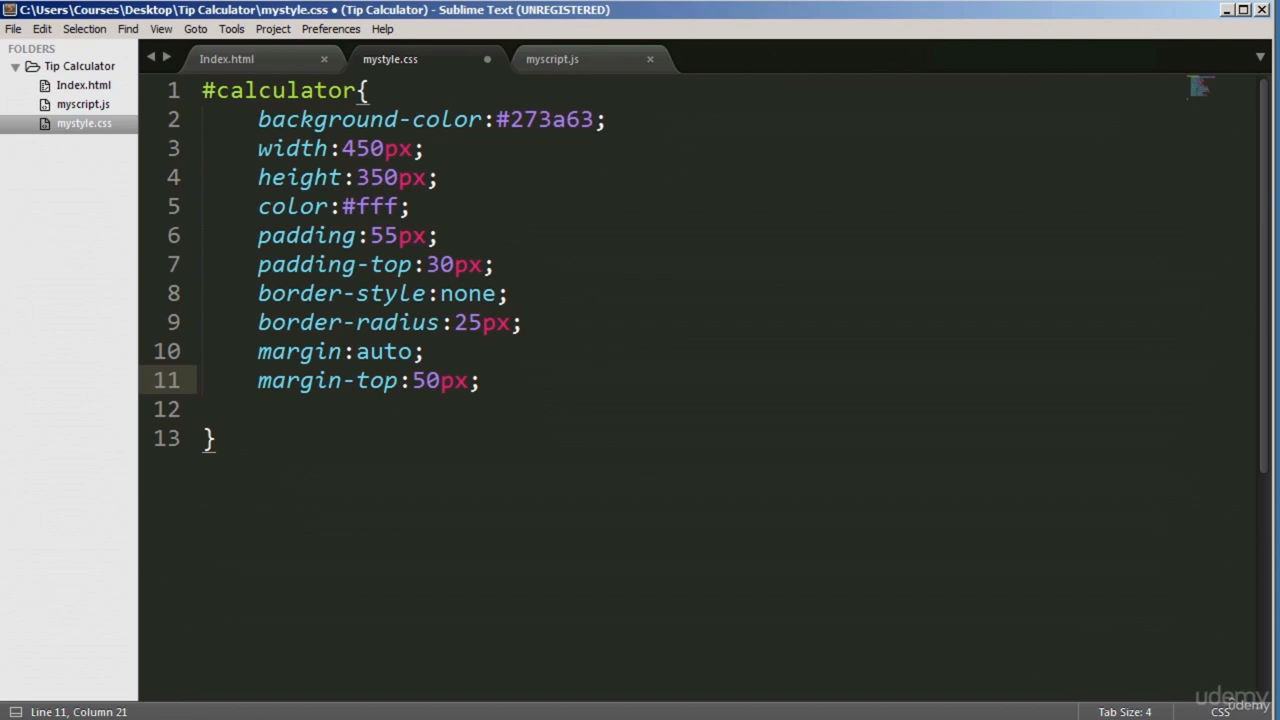 C:\Users\Courses\Desktop\Tip Calculator\mystyle.css • (Tip Calculator) - Sublime Text (UNREGISTERED)
File Edit Selection Find View Goto Tools Project Preferences Help
FOLDERS
Tip Calculator
Index.html
myscript.js
mystyle.css
Index.html mystyle.css myscript.js
1 #calculator{
2 background-color:#273a63;
3 width:450px;
4 height:350px;
5 color:#fff;
6 padding:55px;
7 padding-top:30px;
8 border-style:none;
9 border-radius:25px;
10 margin:auto;
11 margin-top:50px;
12
13 }
Line 11, Column 21
Tab Size: 4
CSS
udemy
udemy